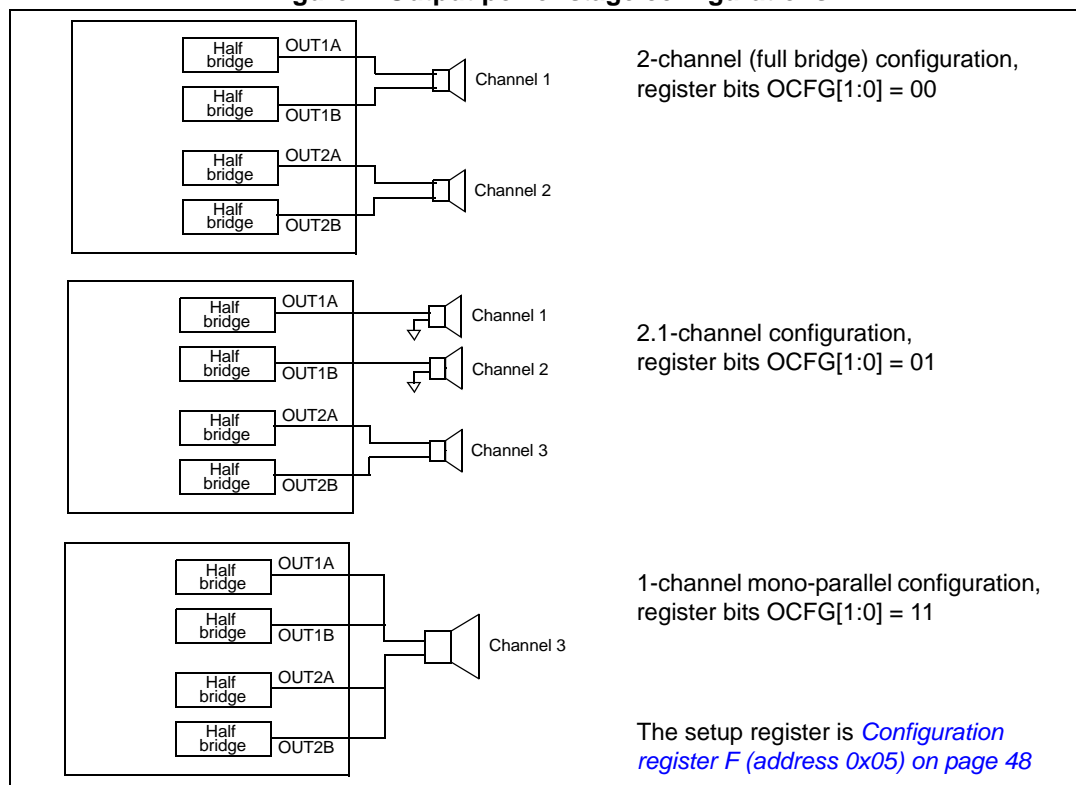 Half
bridge
OUT1A
Half
bridge
OUT1B
Channel 1
Half
bridge
OUT2A
Half
bridge
OUT2B
Channel 2
2-channel (full bridge) configuration,
register bits OCFG[1:0] = 00
Half
bridge
OUT1A
Channel 1
Half
bridge
OUT1B
Channel 2
Half
bridge
OUT2A
Half
bridge
OUT2B
Channel 3
2.1-channel configuration,
register bits OCFG[1:0] = 01
Half
bridge
OUT1A
Half
bridge
OUT1B
Channel 3
Half
bridge
OUT2A
Half
bridge
OUT2B
1-channel mono-parallel configuration,
register bits OCFG[1:0] = 11
The setup register is Configuration
register F (address 0x05) on page 48